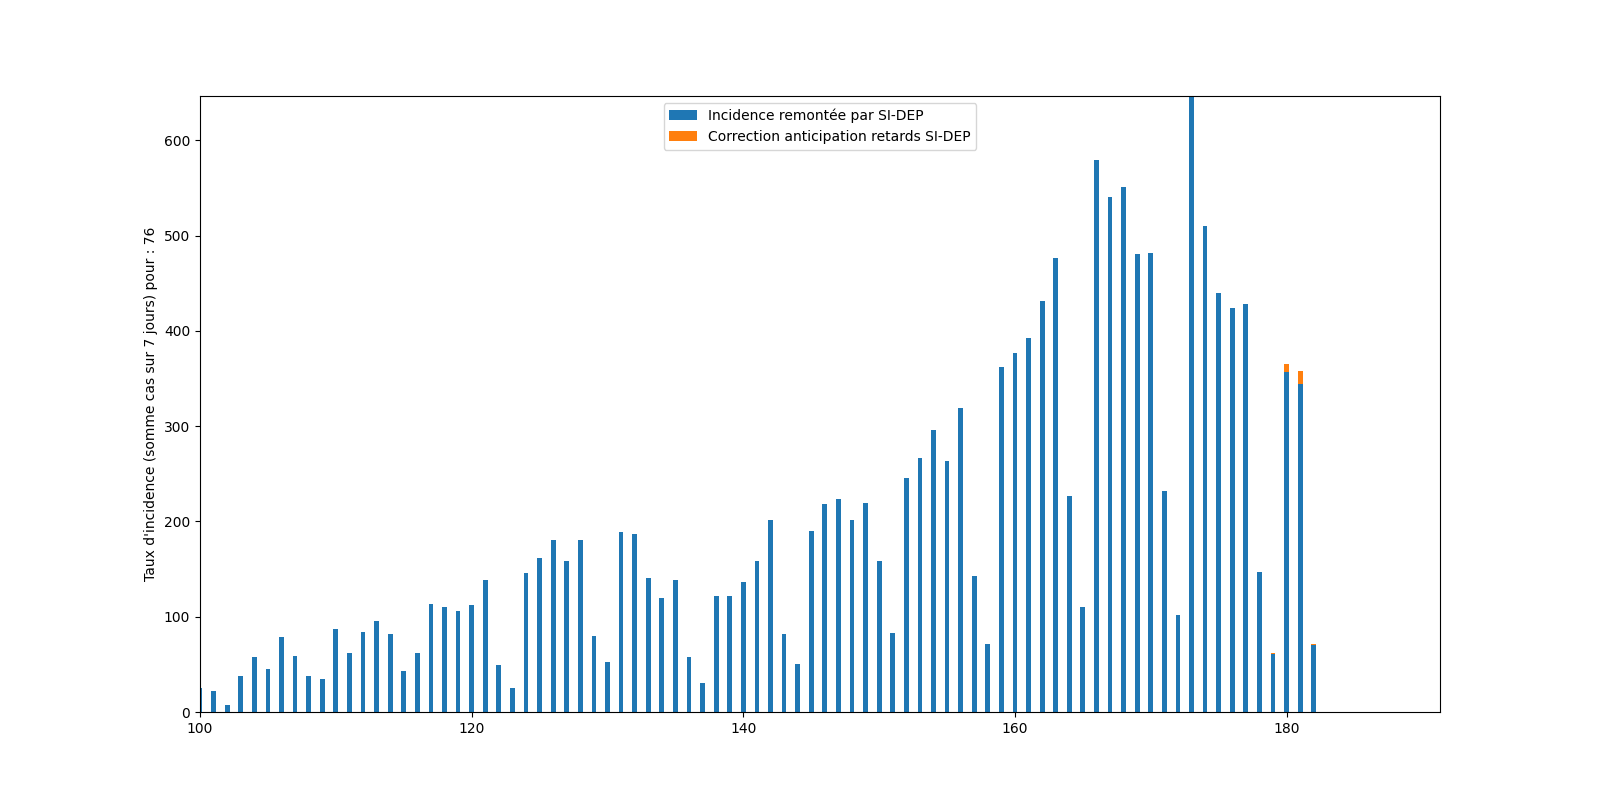 Incidence remontée par SI-DEP
Correction anticipation retards SI-DEP
Taux d'incidence (somme cas sur 7 jours) pour : 76
600
500
400
300
200
100
0
100 120 140 160 180